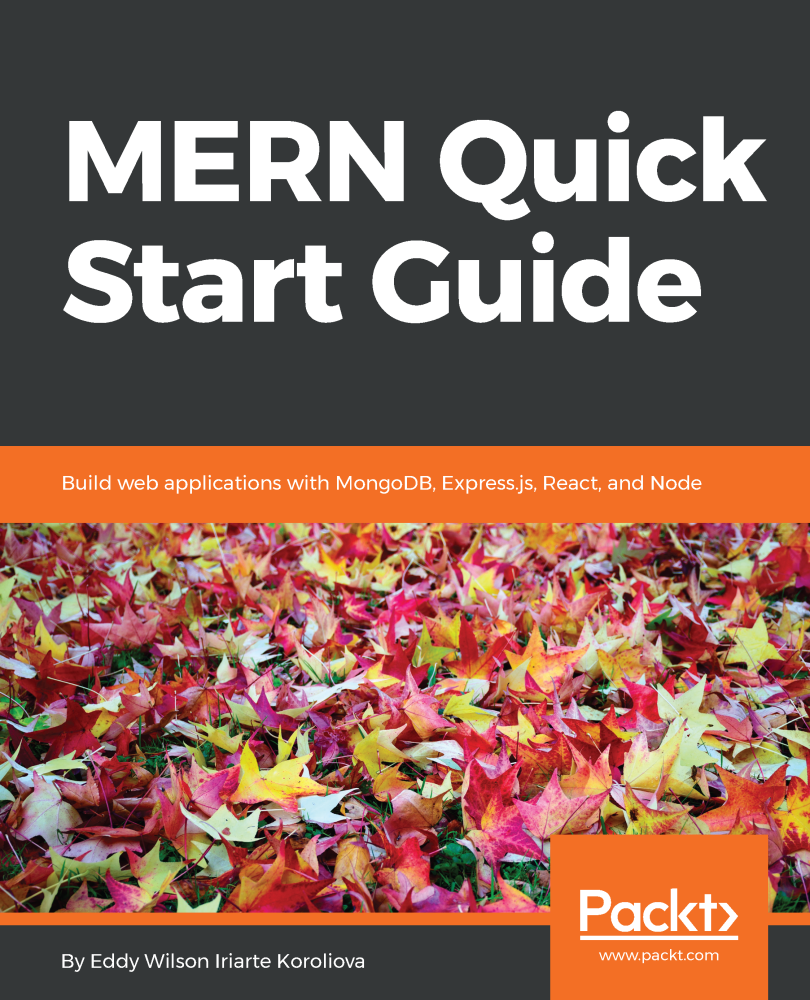 MERN Quick
Start Guide
Build web applications with MongoDB, Express.js, React, and Node
Packt>
www.packt.com
By Eddy Wilson Iriarte Koroliova